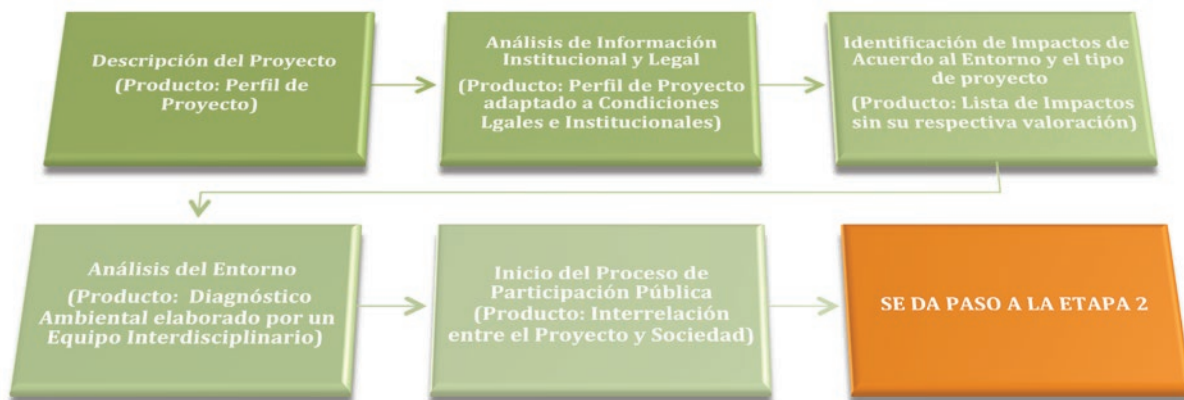 Descripción del Proyecto
(Producto: Perfil de
Proyecto)
Análisis de Información
Institucional y Legal
(Producto: Perfil de Proyecto
adaptado a Condiciones
Lgales e Institucionales)
Identificación de Impactos de
Acuerdo al Entorno y el tipo
de proyecto
(Producto: Lista de Impactos
sin su respectiva valoración)
Análisis del Entorno
(Producto: Diagnóstico
Ambiental elaborado por un
Equipo Interdisciplinario)
Inicio del Proceso de
Participación Pública
(Producto: Interrelación
entre el Proyecto y Sociedad)
SE DA PASO A LA ETAPA 2